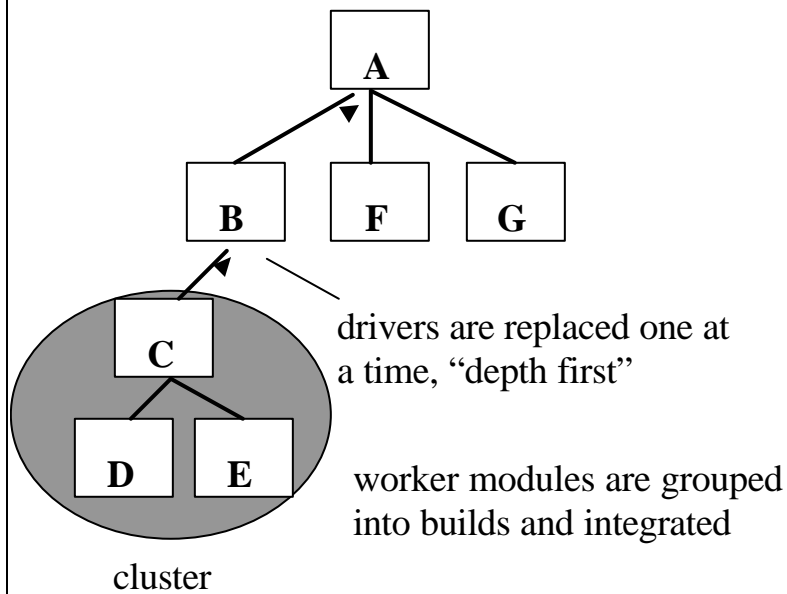 A
B F G
drivers are replaced one at
a time, “depth first”
C
D E
worker modules are grouped
into builds and integrated
cluster